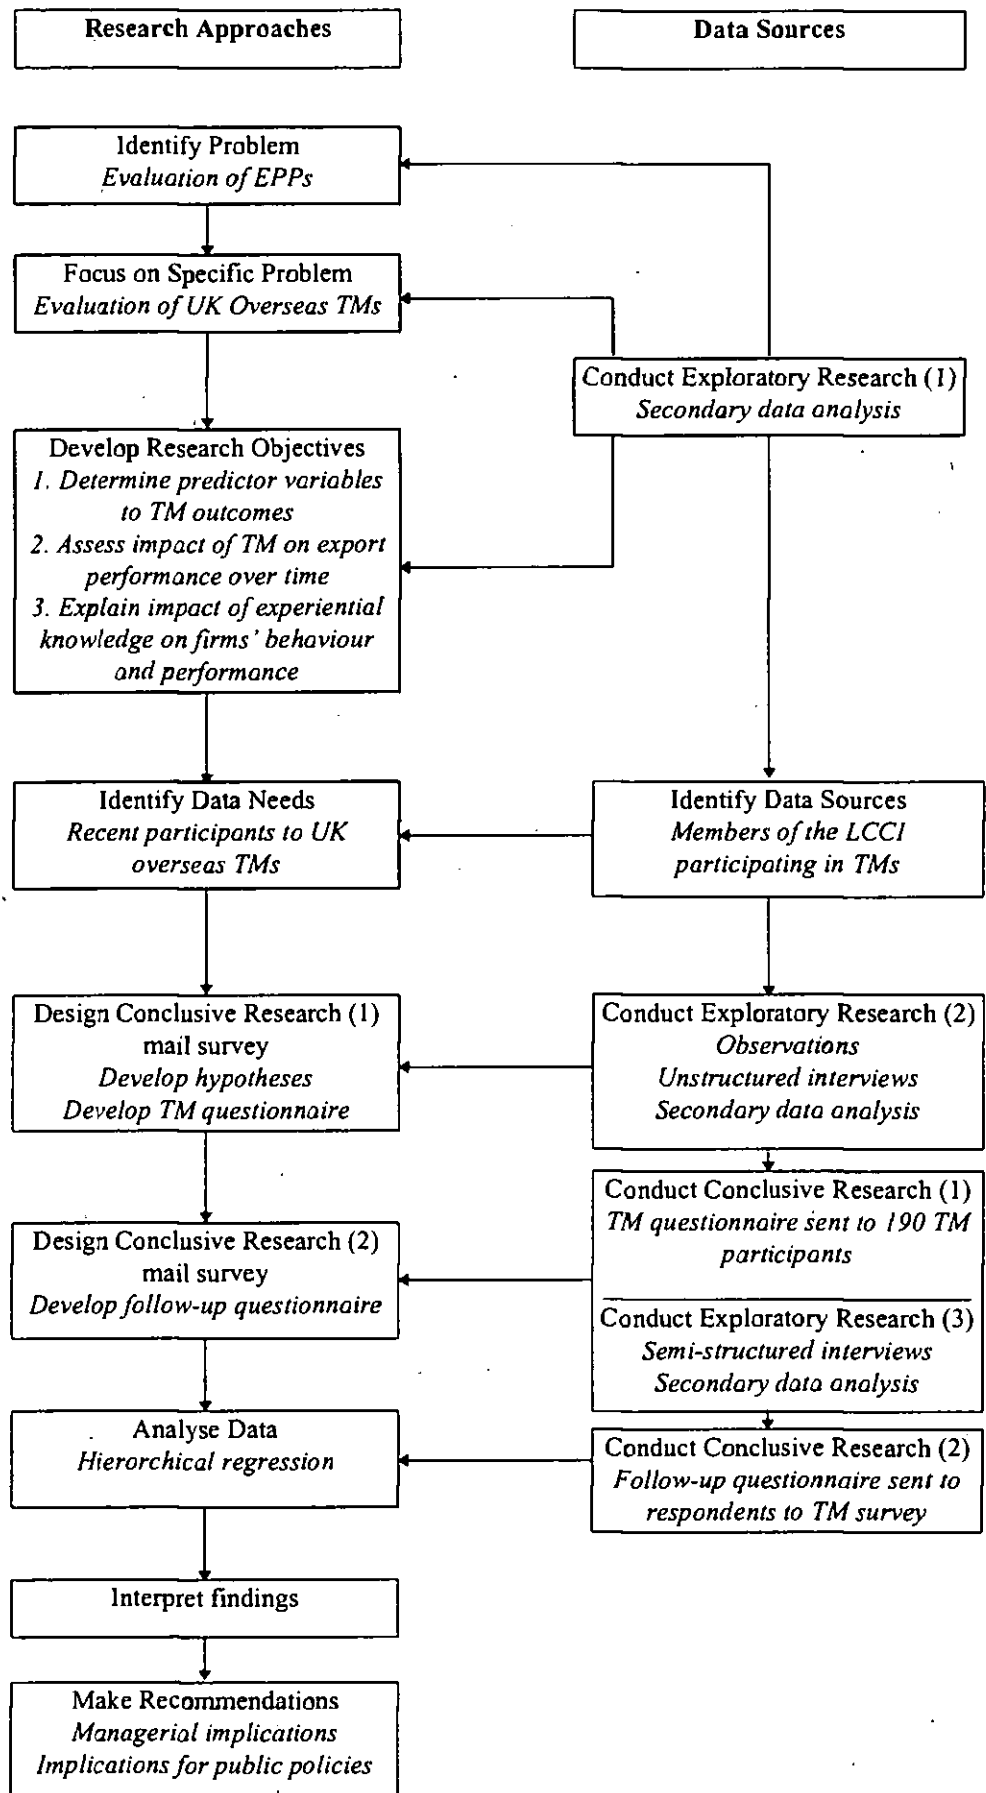 Research Approaches
Data Sources
Identify Problem
Evaluation of EPPs
Focus on Specific Problem
Evaluation of UK Overseas TMs
Conduct Exploratory Research (1)
Secondary data analysis
Develop Research Objectives
1. Determine predictor variables
to TM outcomes
2. Assess impact of TM on export
performance over time
3. Explain impact of experiential
knowledge on firms' behaviour
and performance
Identify Data Needs
Recent participants to UK
overseas TMs
Identify Data Sources
Members of the LCCI
participating in TMs
Design Conclusive Research (1)
mail survey
Develop hypotheses
Develop TM questionnaire
Conduct Exploratory Research (2)
Observations
Unstructured interviews
Secondary data analysis
Conduct Conclusive Research (1)
TM questionnaire sent to 190 TM
participants
Design Conclusive Research (2)
mail survey
Develop follow-up questionnaire
Conduct Exploratory Research (3)
Semi-structured interviews
Secondary data analysis
Analyse Data
Hierarchical regression
Conduct Conclusive Research (2)
Follow-up questionnaire sent to
respondents to TM survey
Interpret findings
Make Recommendations
Managerial implications
Implications for public policies